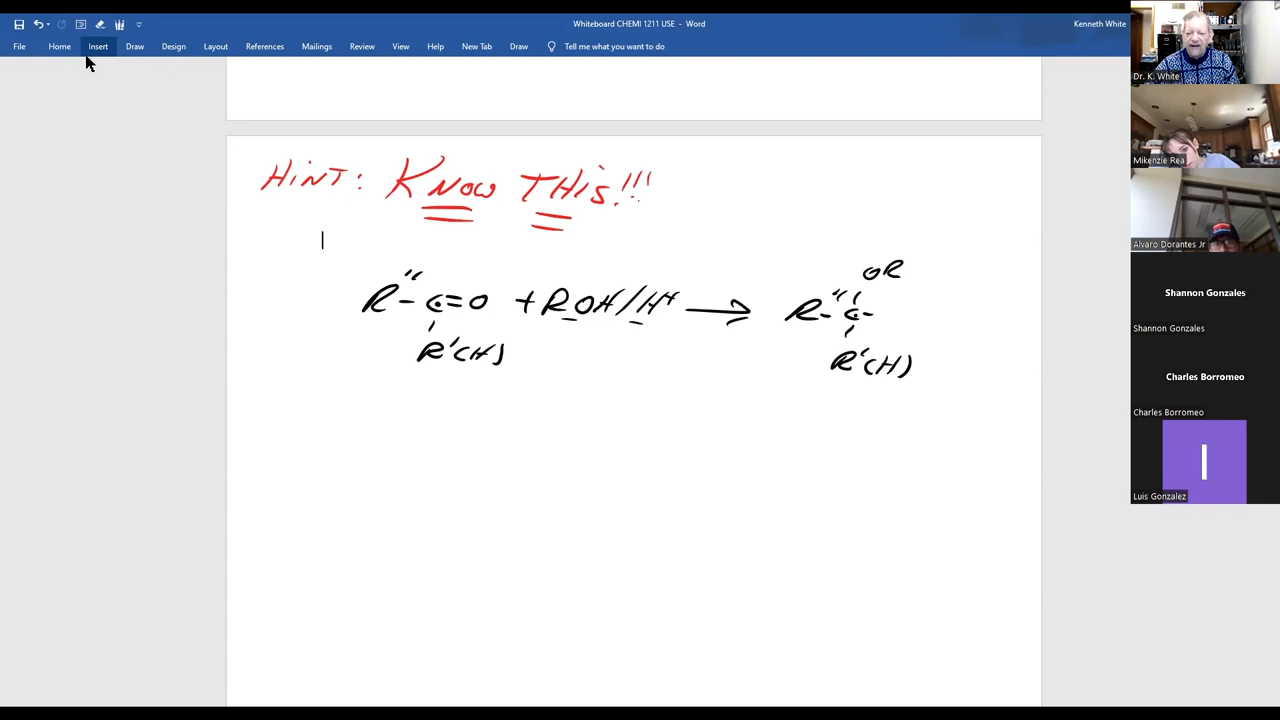 Whiteboard CHEMI 1211 USE - Word
Kenneth White
File Home Insert Draw Design Layout References Mailings Review View Help New Tab Draw Tell me what you want to do
Dr. K. White
Mikenzie Rea
Alvaro Dorantes Jr
Shannon Gonzales
Shannon Gonzales
Charles Borromeo
Charles Borromeo
I
Luis Gonzalez
HiNT: KNOW THis!!!
OR
R"-C=O + ROH/H+ → R"-C-
R'(H) R'(H)